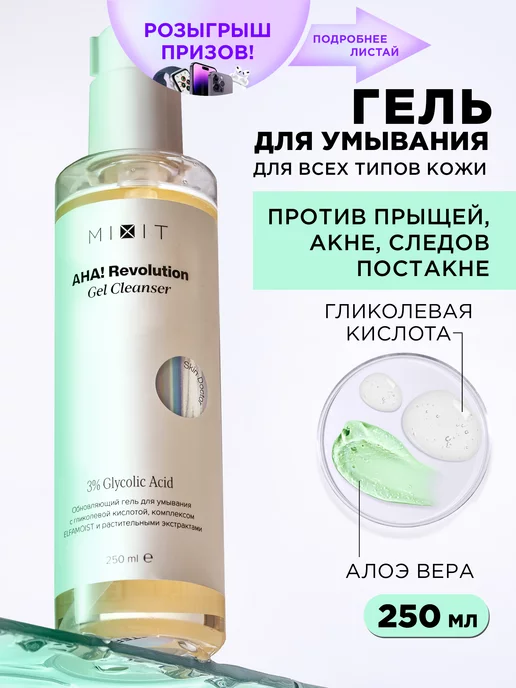 РОЗЫГРЫШ
ПРИЗОВ!
ПОДРОБНЕЕ
ЛИСТАЙ
ГЕЛЬ
ДЛЯ УМЫВАНИЯ
ДЛЯ ВСЕХ ТИПОВ КОЖИ
ПРОТИВ ПРЫЩЕЙ,
АКНЕ, СЛЕДОВ
ПОСТАКНЕ
MIXIT
AHA! Revolution
Gel Cleanser
Skin Doctor
3% Glycolic Acid
Обновляющий гель для умывания
с гликолевой кислотой, комплексом
ELFAMOIST и растительными экстрактами
250 ml e
ГЛИКОЛЕВАЯ
КИСЛОТА
АЛОЭ ВЕРА
250 мл